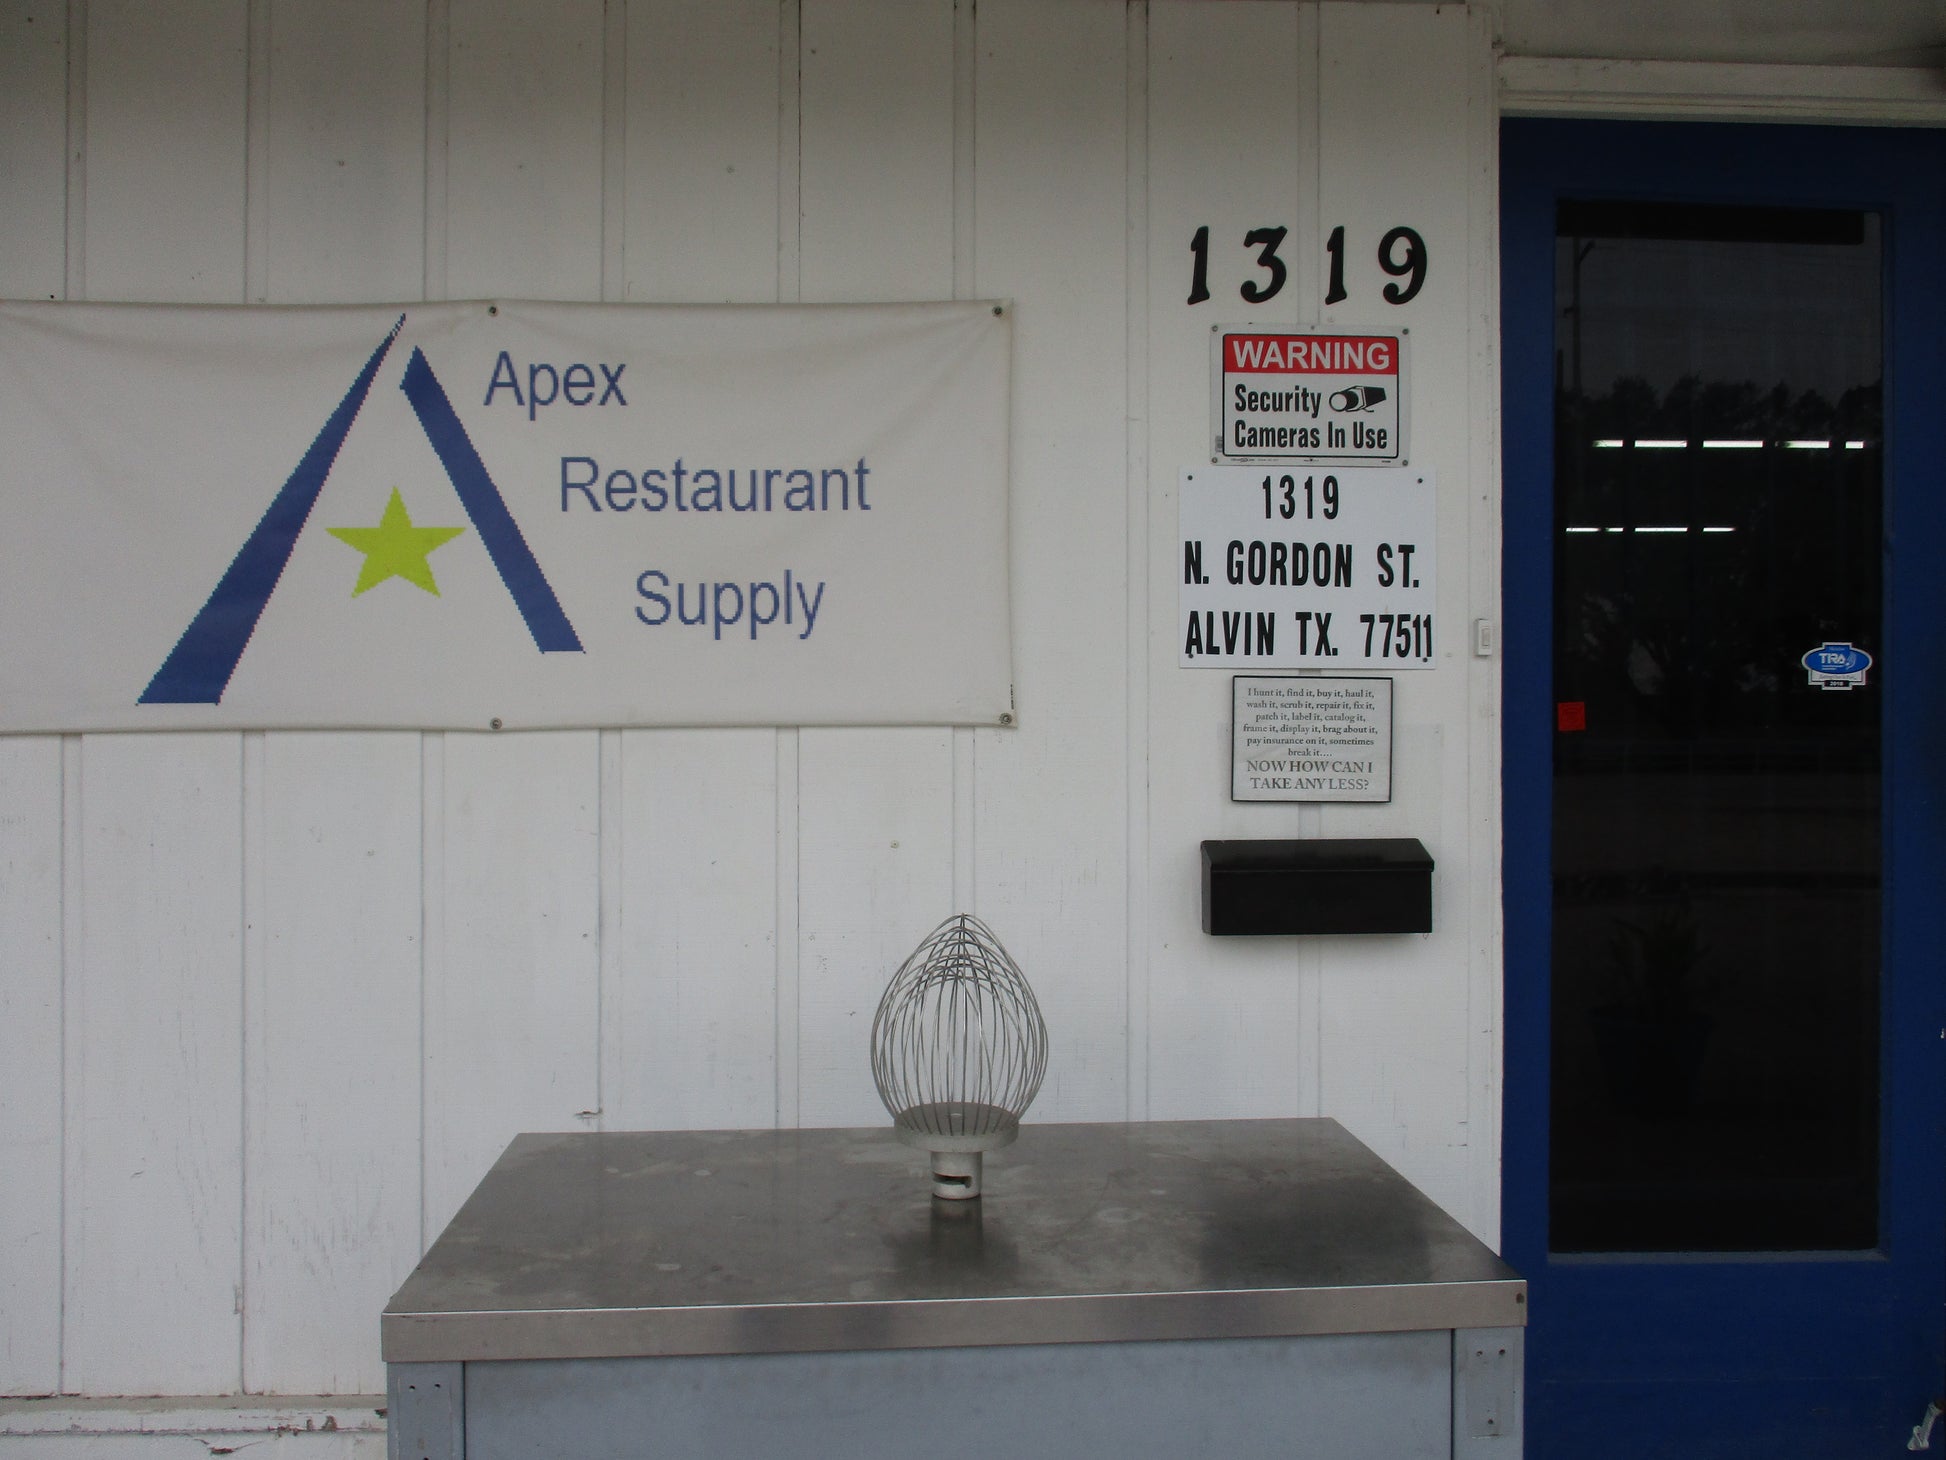 Apex
Restaurant
Supply
1319
WARNING
Security
Cameras In Use
1319
N. GORDON ST.
ALVIN TX. 77511
I hunt it, find it, buy it, haul it,
wash it, scrub it, repair it, fix it,
patch it, label it, catalog it,
frame it, display it, brag about it,
pay insurance on it, sometimes
break it....
NOW HOW CAN I
TAKE ANY LESS?
TIRA
2018